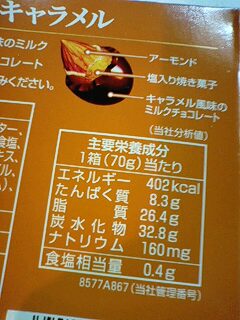 キャラメル
味のミルク
コレート
みください。
アーモンド
塩入り焼き菓子
キャラメル風味の
ミルクチョコレート
(当社分析値)
主要栄養成分
1箱(70g)当たり
エネルギー 402kcal
たんぱく質 8.3g
脂質 26.4g
炭水化物 32.8g
ナトリウム 160mg
食塩相当量 0.4g
8577A867(当社管理番号)